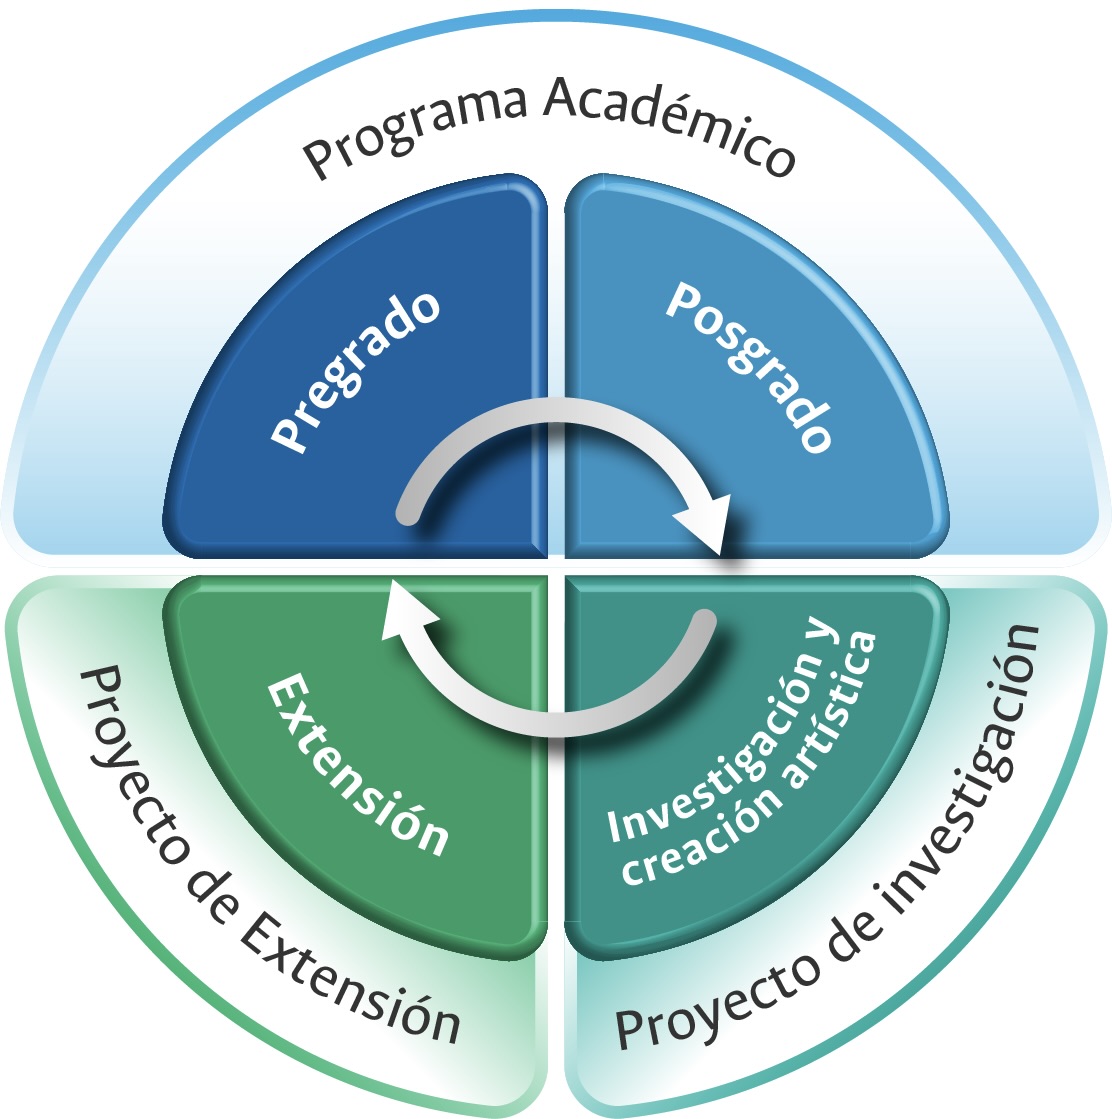 Programa Académico
Pregrado
Posgrado
Extensión
Investigación y
creación artística
Proyecto de Extensión
Proyecto de investigación